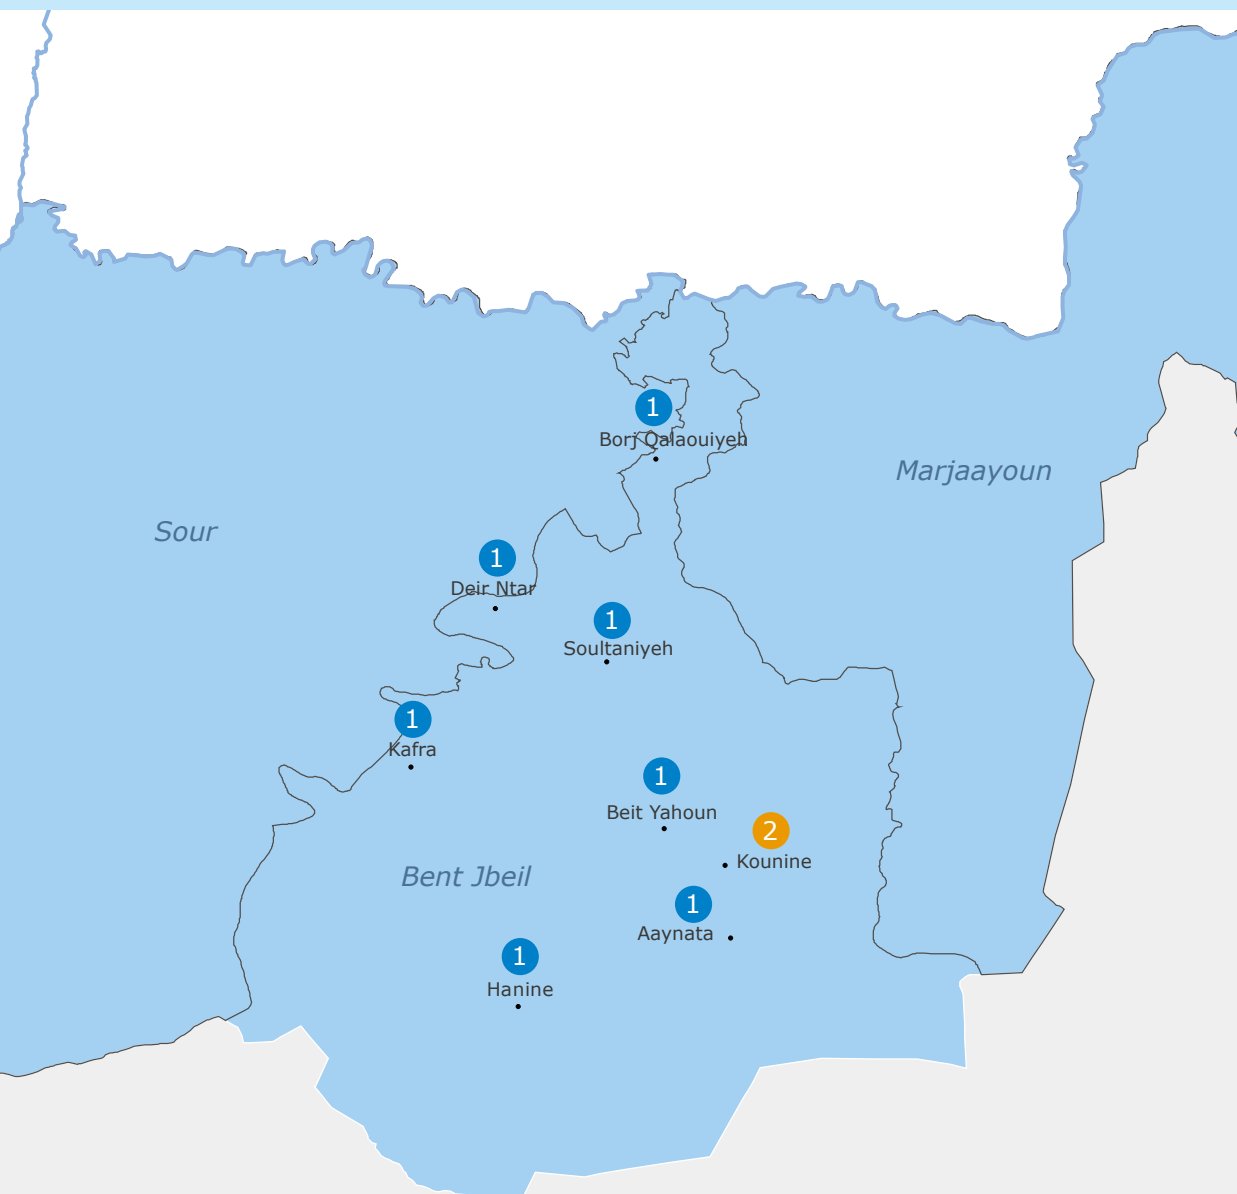 1
Borj Qalaouiyeh
Marjaayoun
Sour
1
Deir Ntar
1
Soultaniyeh
1
Kafra
1
Beit Yahoun
2
Kounine
Bent Jbeil
1
Aaynata
1
Hanine